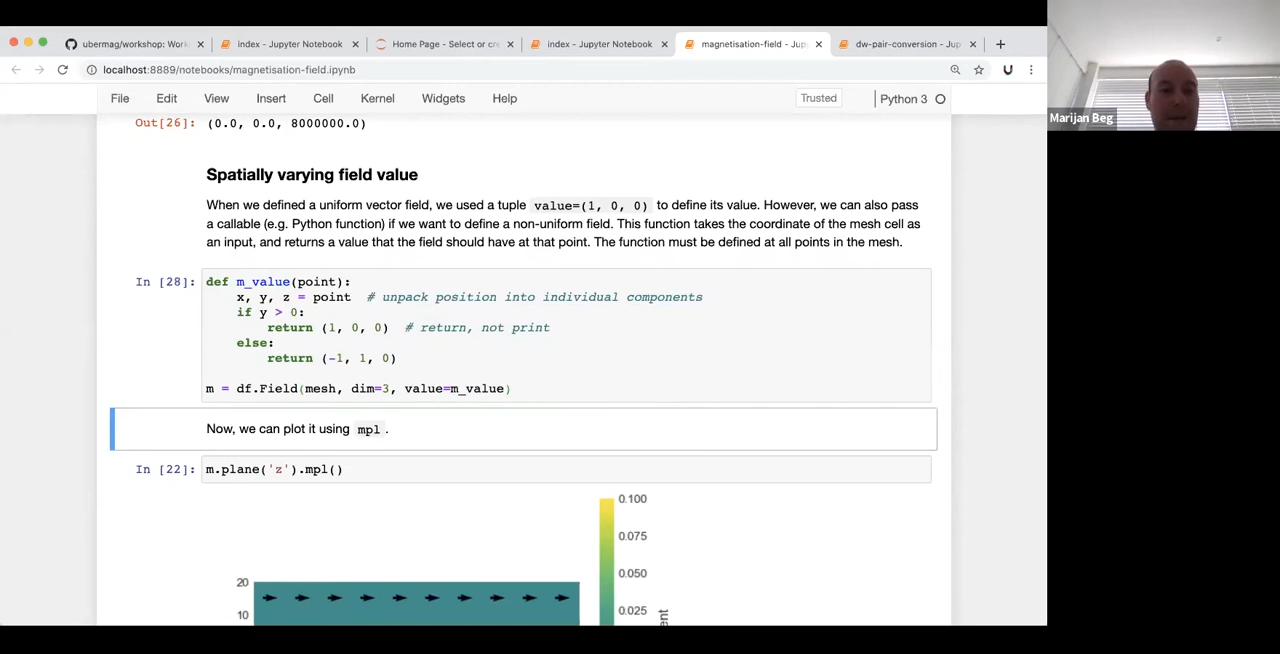 ubermag/workshop: Work
index - Jupyter Notebook
Home Page - Select or cre
index - Jupyter Notebook
magnetisation-field - Jup
dw-pair-conversion - Ju
localhost:8889/notebooks/magnetisation-field.ipynb
File Edit View Insert Cell Kernel Widgets Help
Trusted
Python 3
Marijan Beg
Out[26]: (0.0, 0.0, 8000000.0)
Spatially varying field value
When we defined a uniform vector field, we used a tuple value=(1, 0, 0) to define its value. However, we can also pass
a callable (e.g. Python function) if we want to define a non-uniform field. This function takes the coordinate of the mesh cell as
an input, and returns a value that the field should have at that point. The function must be defined at all points in the mesh.
In [28]: def m_value(point):
x, y, z = point # unpack position into individual components
if y > 0:
return (1, 0, 0) # return, not print
else:
return (-1, 1, 0)
m = df.Field(mesh, dim=3, value=m_value)
Now, we can plot it using mpl.
In [22]: m.plane('z').mpl()
0.100
0.075
0.050
0.025
20
10